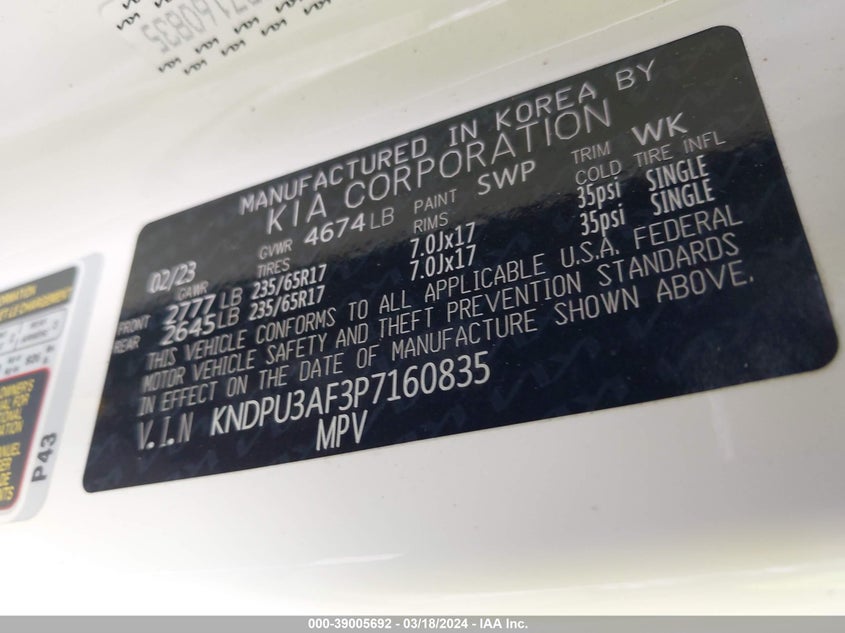 MANUFACTURED IN KOREA BY
KIA CORPORATION
02/23 GVWR 4674LB PAINT SWP TRIM WK
GAWR TIRES RIMS COLD TIRE INFL
FRONT 2777LB 235/65R17 7.0Jx17 35psi SINGLE
REAR 2645LB 235/65R17 7.0Jx17 35psi SINGLE
THIS VEHICLE CONFORMS TO ALL APPLICABLE U.S.A. FEDERAL
MOTOR VEHICLE SAFETY AND THEFT PREVENTION STANDARDS
IN EFFECT ON THE DATE OF MANUFACTURE SHOWN ABOVE.
V.I.N KNDPU3AF3P7160835
MPV
P43
000-39005692 - 03/18/2024 - IAA Inc.